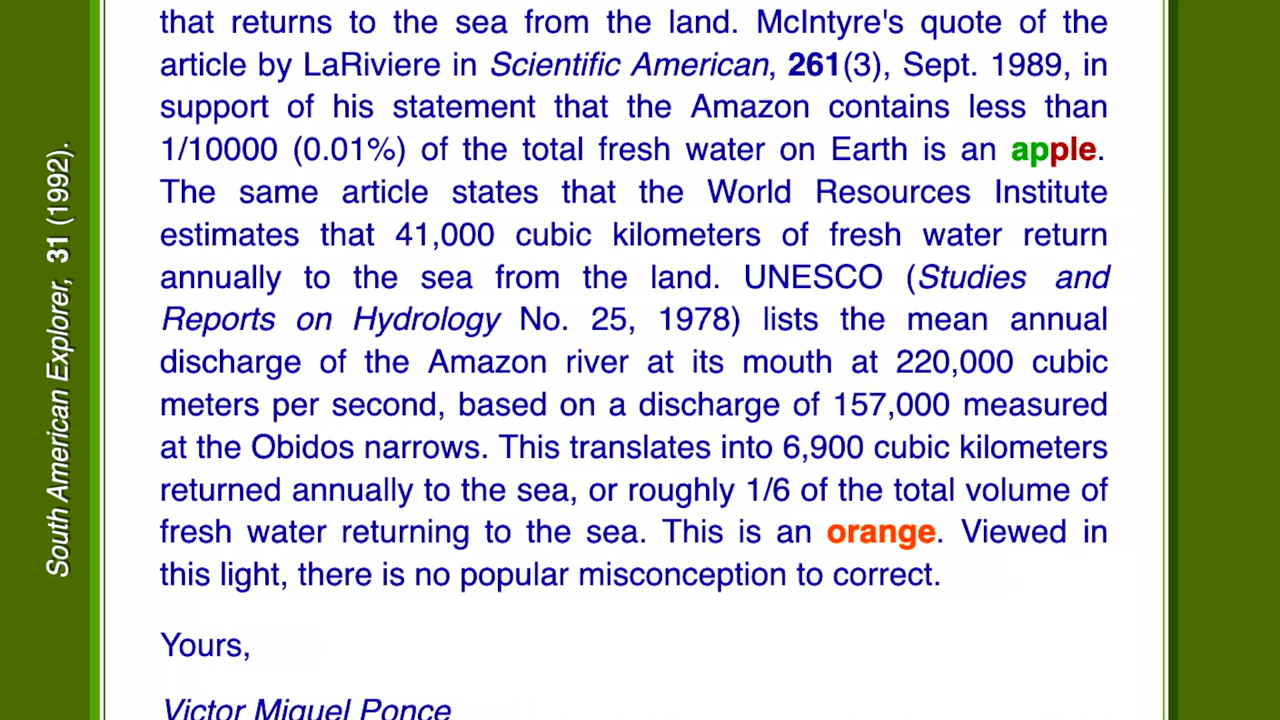 South American Explorer, 31 (1992).
that returns to the sea from the land. McIntyre's quote of the
article by LaRiviere in Scientific American, 261(3), Sept. 1989, in
support of his statement that the Amazon contains less than
1/10000 (0.01%) of the total fresh water on Earth is an apple.
The same article states that the World Resources Institute
estimates that 41,000 cubic kilometers of fresh water return
annually to the sea from the land. UNESCO (Studies and
Reports on Hydrology No. 25, 1978) lists the mean annual
discharge of the Amazon river at its mouth at 220,000 cubic
meters per second, based on a discharge of 157,000 measured
at the Obidos narrows. This translates into 6,900 cubic kilometers
returned annually to the sea, or roughly 1/6 of the total volume of
fresh water returning to the sea. This is an orange. Viewed in
this light, there is no popular misconception to correct.
Yours,
Victor Miguel Ponce